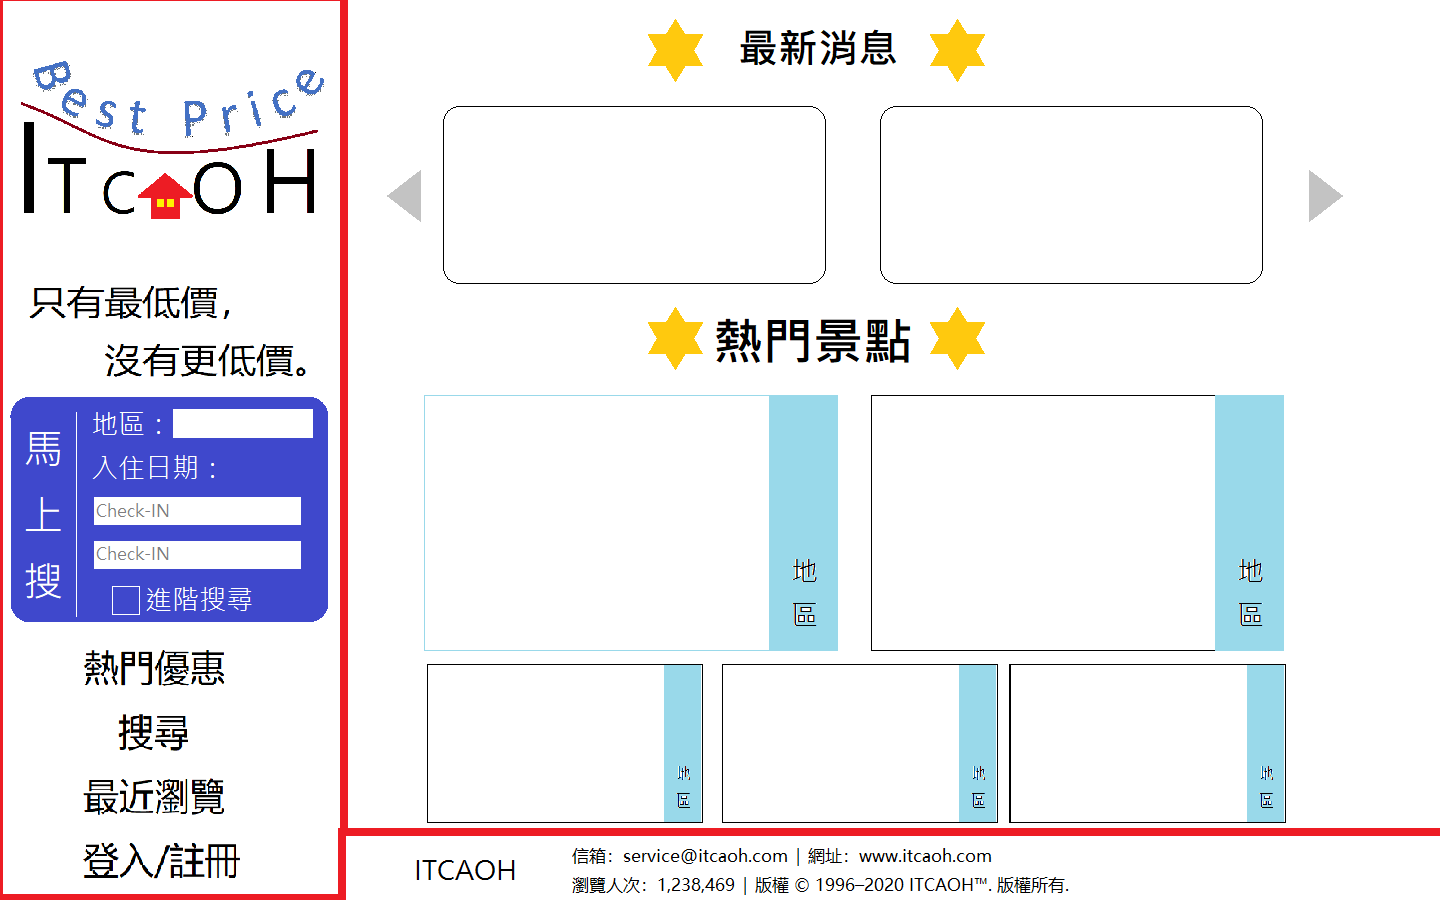 Best Price
ITCAOH
只有最低價，
沒有更低價。
馬上搜
地區：
入住日期：
Check-IN
Check-IN
進階搜尋
熱門優惠
搜尋
最近瀏覽
登入/註冊
最新消息
熱門景點
地區
地區
地區
地區
地區
ITCAOH
信箱：service@itcaoh.com | 網址：www.itcaoh.com
瀏覽人次：1,238,469 | 版權 © 1996–2020 ITCAOH™. 版權所有.